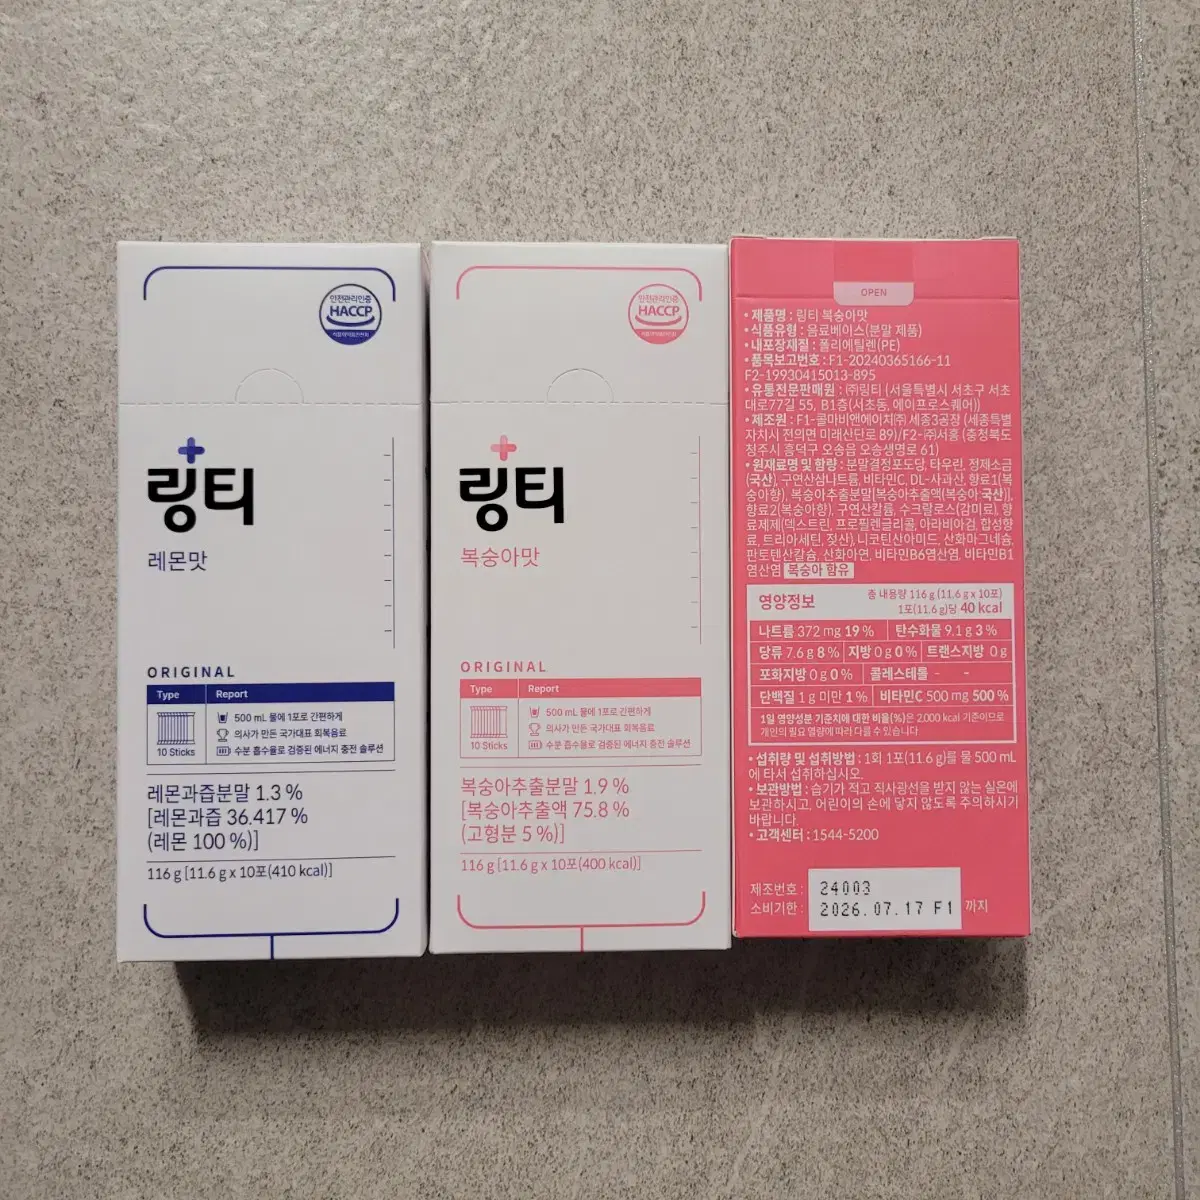 안전관리인증
HACCP
링티
레몬맛
ORIGINAL
Type Report
10 Sticks
500 mL 물에 1포로 간편하게
의사가 만든 국가대표 회복음료
수분 흡수율로 검증된 에너지 충전 솔루션
레몬과즙분말 1.3 %
[레몬과즙 36.417 %
(레몬 100 %)]
116 g [11.6 g x 10포(410 kcal)]
안전관리인증
HACCP
링티
복숭아맛
ORIGINAL
Type Report
10 Sticks
500 mL 물에 1포로 간편하게
의사가 만든 국가대표 회복음료
수분 흡수율로 검증된 에너지 충전 솔루션
복숭아추출분말 1.9 %
[복숭아추출액 75.8 %
(고형분 5 %)]
116 g [11.6 g x 10포(400 kcal)]
OPEN
• 제품명 : 링티 복숭아맛
• 식품유형 : 음료베이스(분말 제품)
• 내포장재질 : 폴리에틸렌(PE)
• 품목보고번호 : F1-20240365166-11
F2-19930415013-895
• 유통전문판매원 : ㈜링티 (서울특별시 서초구 서초
대로77길 55, B1층(서초동, 에이프로스퀘어))
• 제조원 : F1-콜마비앤에이치㈜ 세종3공장 (세종특별
자치시 전의면 미래산단로 89)/F2-㈜서흥 (충청북도
청주시 흥덕구 오송읍 오송생명로 61)
• 원재료명 및 함량 : 분말결정포도당, 타우린, 정제소금
(국산), 구연산삼나트륨, 비타민C, DL-사과산, 향료1(복
숭아향), 복숭아추출분말[복숭아추출액(복숭아:국산)],
향료2(복숭아향), 구연산칼륨, 수크랄로스(감미료), 향
료제제(덱스트린, 프로필렌글리콜, 아라비아검, 합성향
료, 트리아세틴, 젖산), 니코틴산아미드, 산화마그네슘,
판토텐산칼슘, 산화아연, 비타민B6염산염, 비타민B1
염산염 복숭아 함유
영양정보 총 내용량 116 g (11.6 g x 10포)
1포(11.6 g)당 40 kcal
나트륨 372 mg 19 % 탄수화물 9.1 g 3 %
당류 7.6 g 8 % 지방 0 g 0 % 트랜스지방 0 g
포화지방 0 g 0 % 콜레스테롤 - -
단백질 1 g 미만 1 % 비타민C 500 mg 500 %
1일 영양성분 기준치에 대한 비율(%)은 2,000 kcal 기준이므로
개인의 필요 열량에 따라 다를 수 있습니다
• 섭취량 및 섭취방법 : 1회 1포(11.6 g)를 물 500 mL
에 타서 섭취하십시오.
• 보관방법 : 습기가 적고 직사광선을 받지 않는 실온에
보관하시고, 어린이의 손에 닿지 않도록 주의하시기
바랍니다.
• 고객센터 : 1544-5200
제조번호 : 24003
소비기한 : 2026.07.17 F1 까지